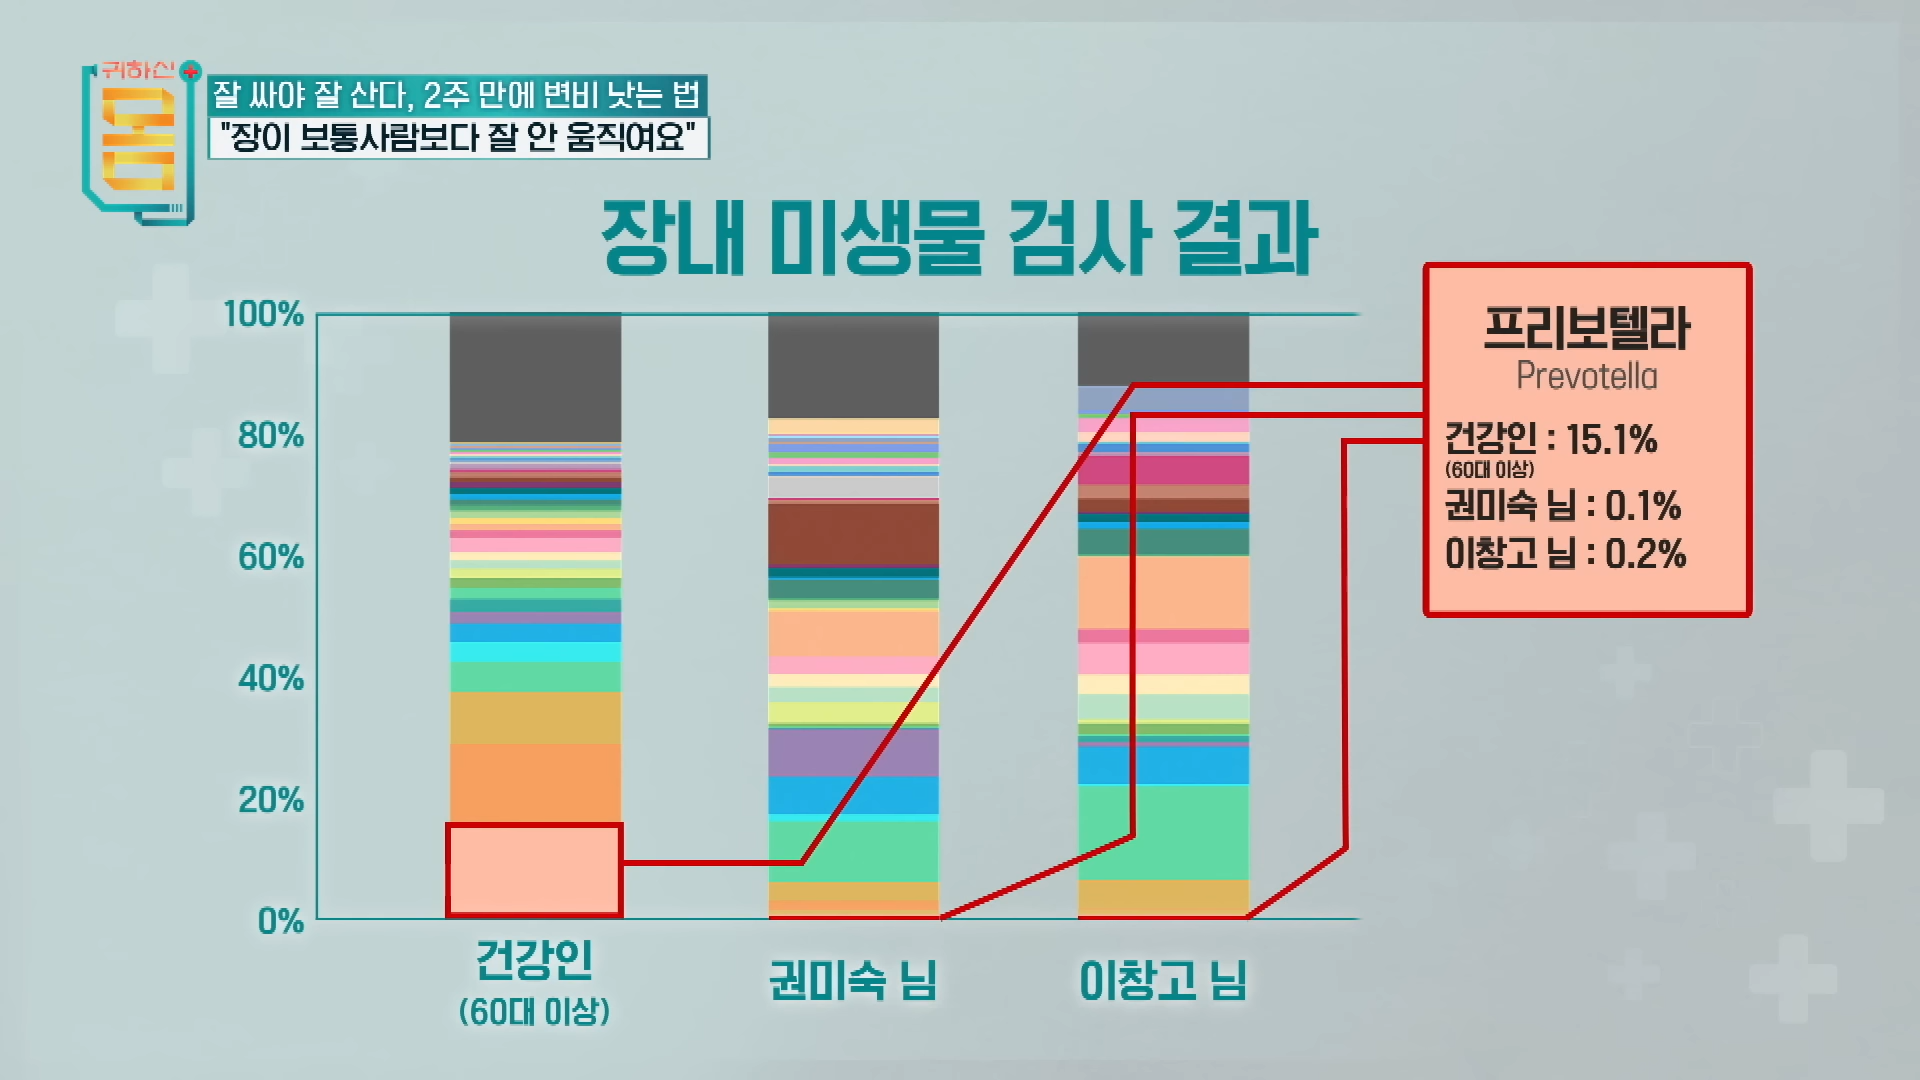 귀하신
몸
잘 싸야 잘 산다, 2주 만에 변비 낫는 법
"장이 보통사람보다 잘 안 움직여요"
장내 미생물 검사 결과
100%
80%
60%
40%
20%
0%
건강인
(60대 이상)
권미숙 님
이창고 님
프리보텔라
Prevotella
건강인 : 15.1%
(60대 이상)
권미숙 님 : 0.1%
이창고 님 : 0.2%